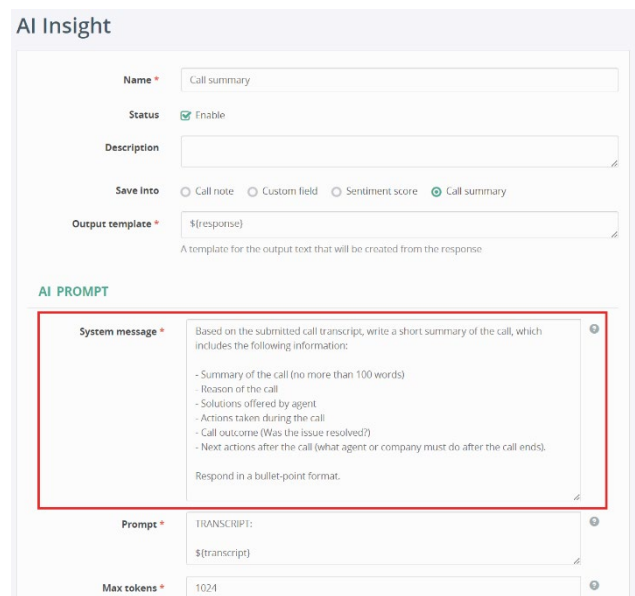 AI Insight
Name *
Call summary
Status
Enable
Description
Save Into
Call note
Custom field
Sentiment score
Call summary
Output template *
${response}
A template for the output text that will be created from the response
AI PROMPT
System message *
Based on the submitted call transcript, write a short summary of the call, which
includes the following information:
- Summary of the call (no more than 100 words)
- Reason of the call
- Solutions offered by agent
- Actions taken during the call
- Call outcome (Was the issue resolved?)
- Next actions after the call (what agent or company must do after the call ends).
Respond in a bullet-point format.
Prompt *
TRANSCRIPT:
${transcript}
Max tokens *
1024